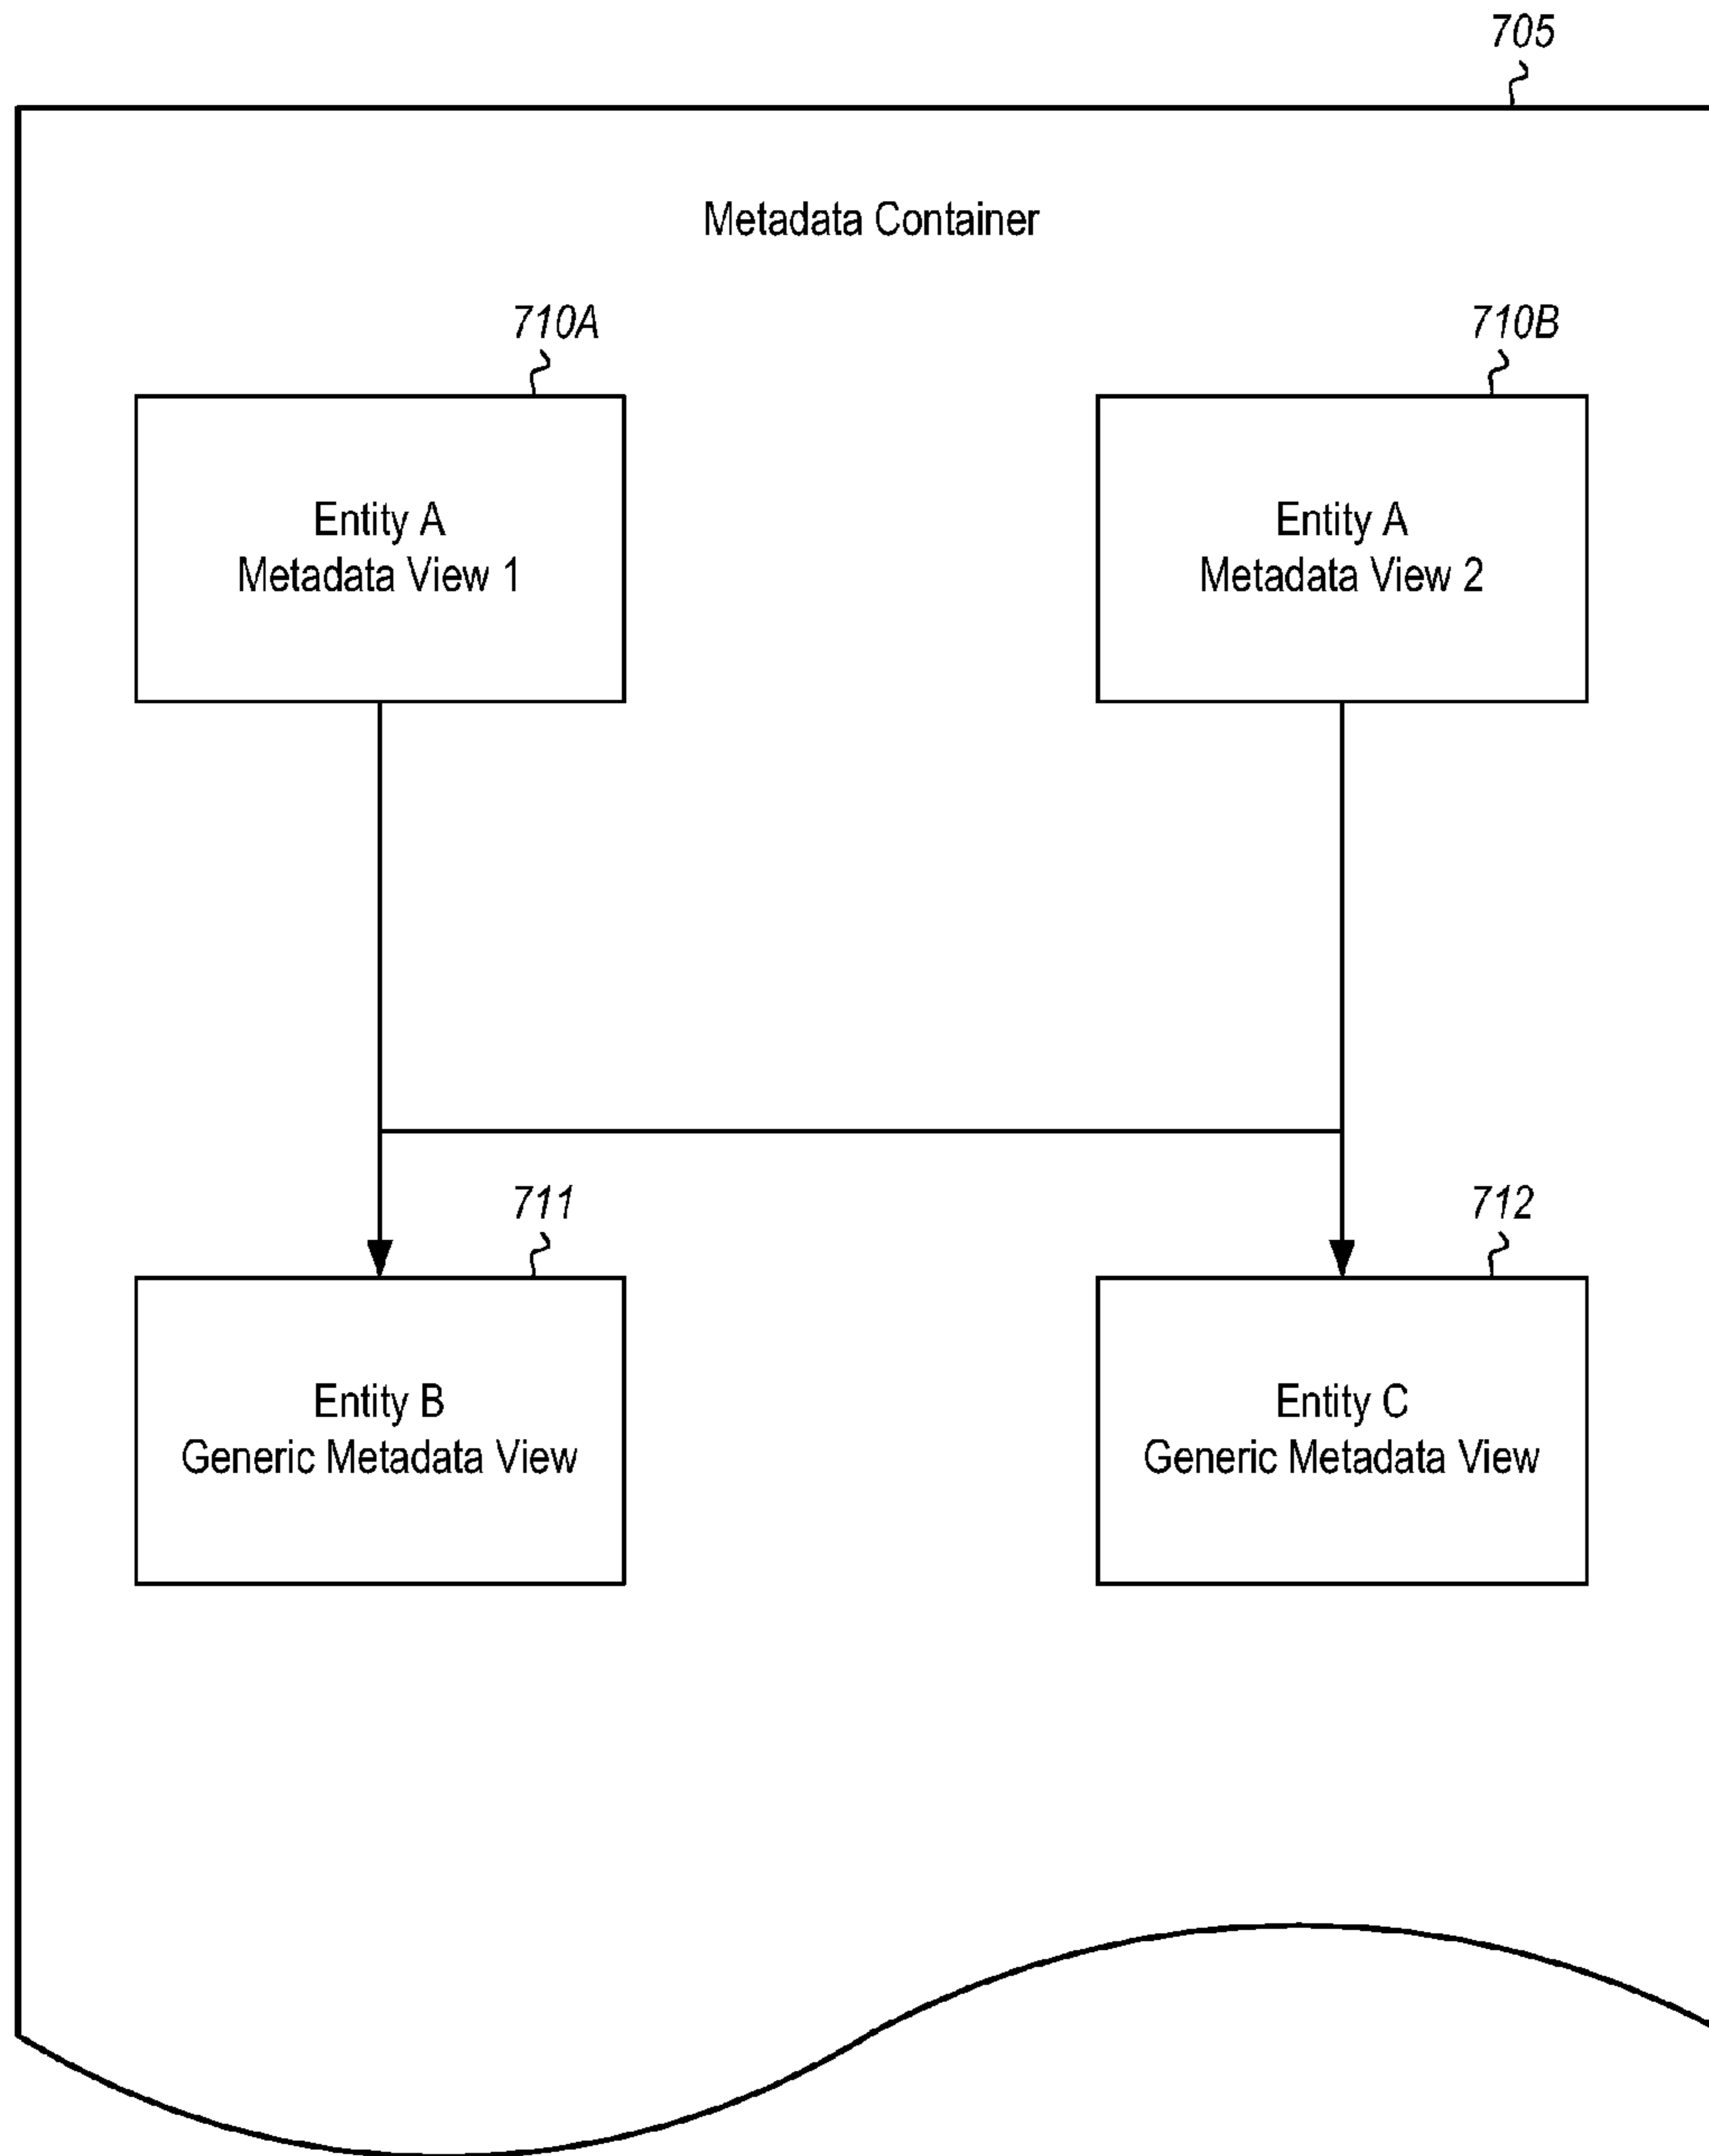 705
Metadata Container
710A
710B
Entity A
Metadata View 1
Entity A
Metadata View 2
711
712
Entity B
Generic Metadata View
Entity C
Generic Metadata View